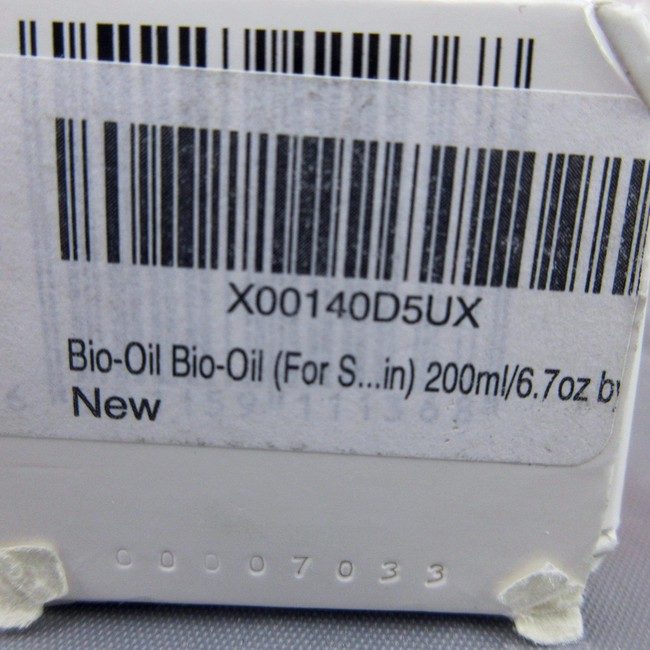 X00140D5UX
Bio-Oil Bio-Oil (For S...in) 200ml/6.7oz by
New
00007033